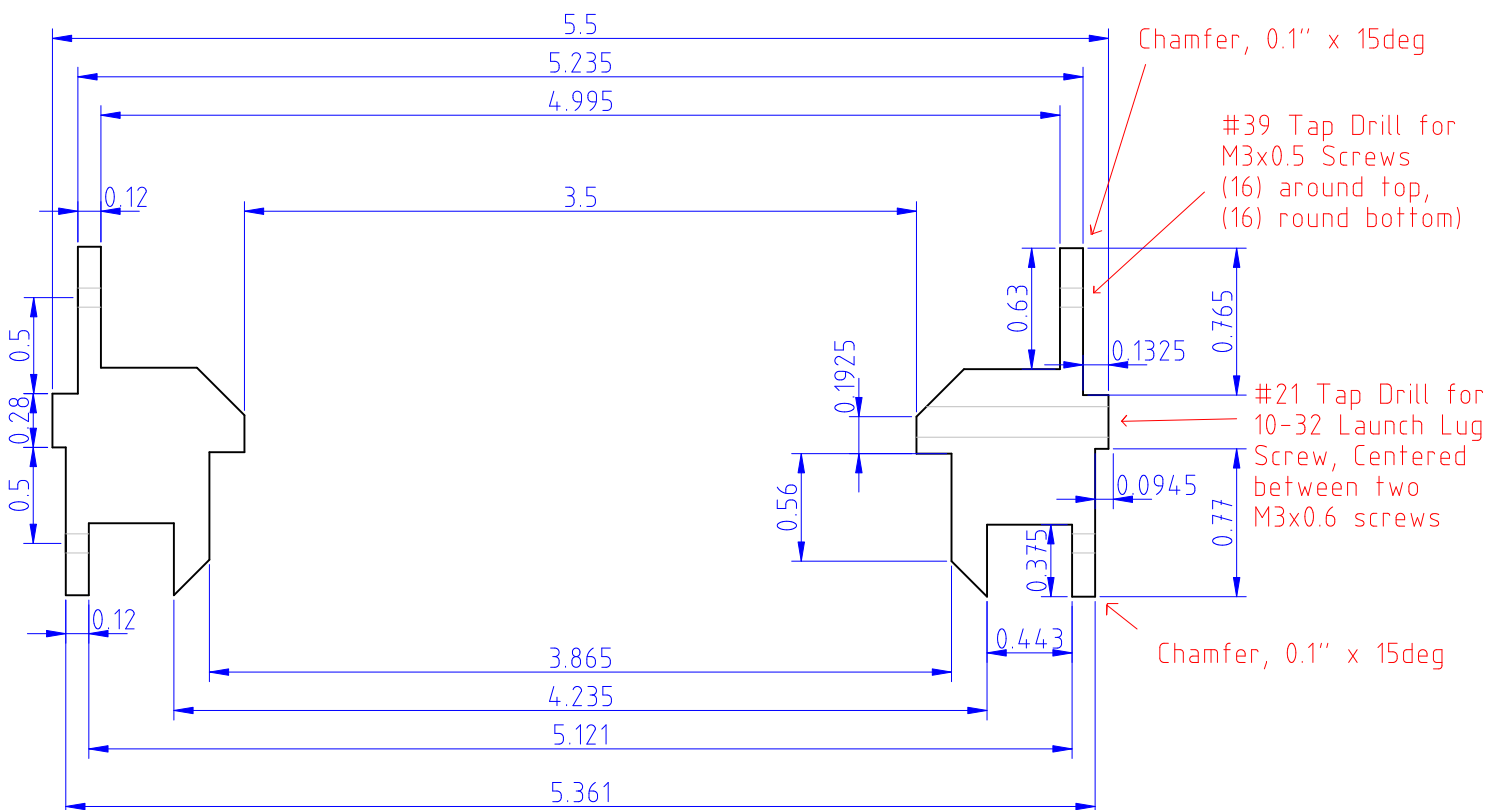 5.5
Chamfer, 0.1'' x 15deg
5.235
4.995
#39 Tap Drill for
M3x0.5 Screws
(16) around top,
(16) round bottom)
0.12
3.5
0.5
0.63
0.765
0.1925
0.1325
0.28
#21 Tap Drill for
10-32 Launch Lug
Screw, Centered
between two
M3x0.6 screws
0.5
0.56
0.0945
0.77
0.375
0.12
0.443
Chamfer, 0.1'' x 15deg
3.865
4.235
5.121
5.361